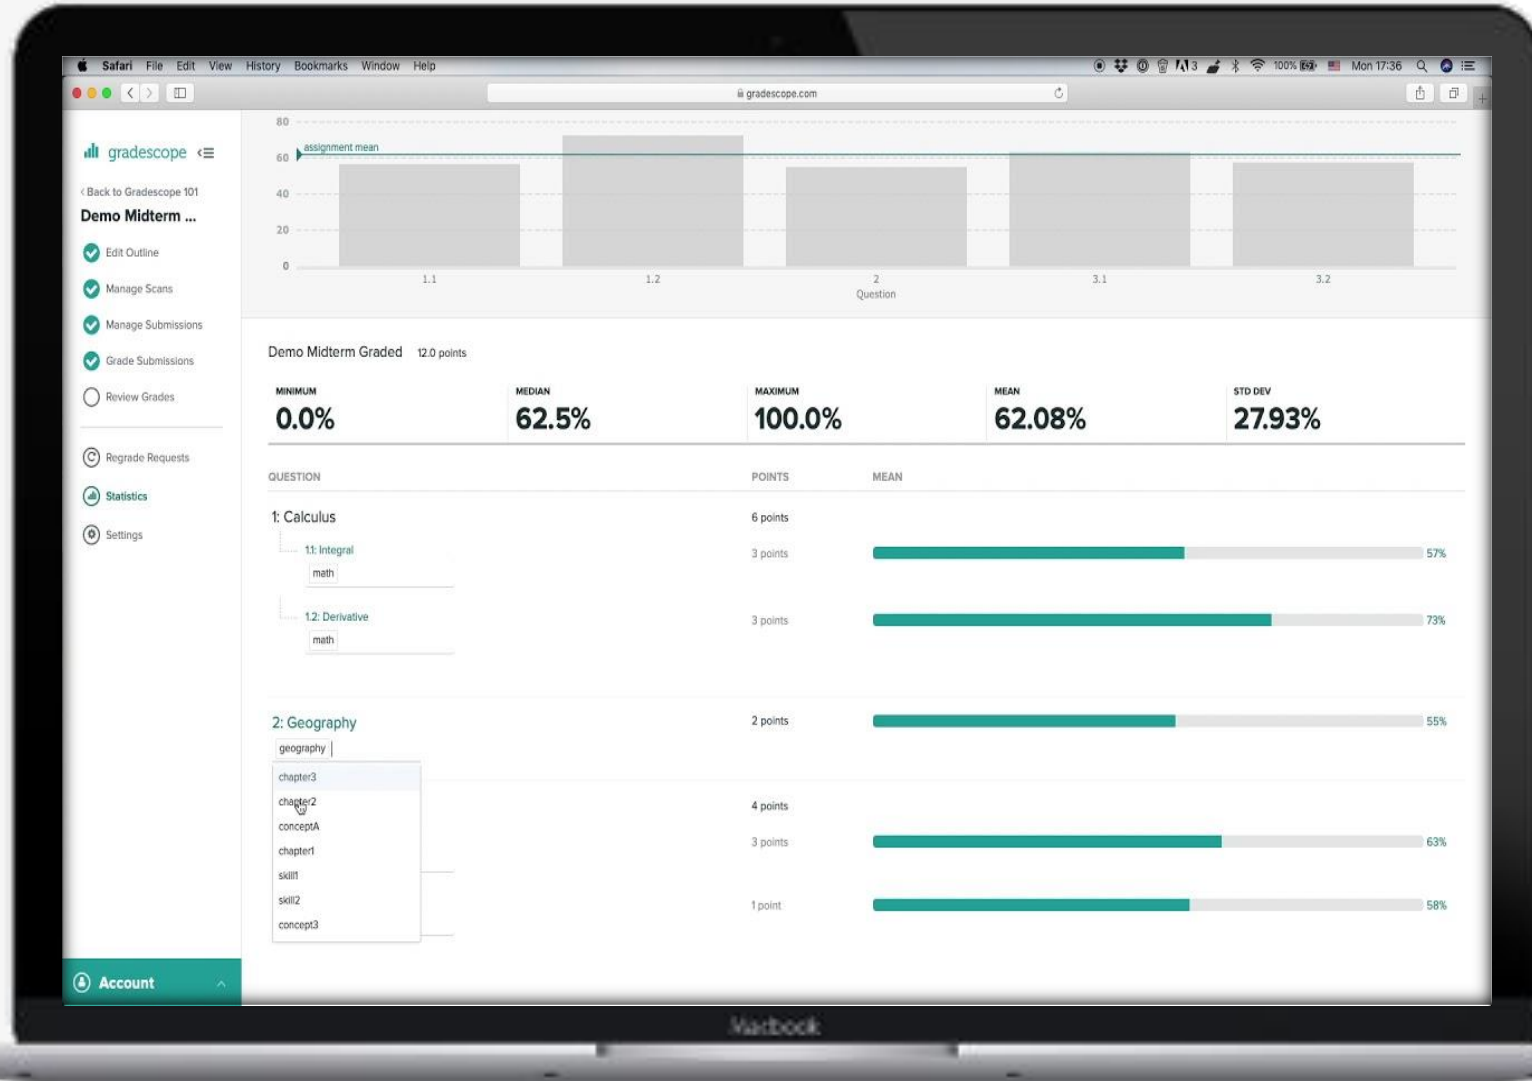 Safari File Edit View History Bookmarks Window Help
3 100% Mon 17:36
gradescope.com
gradescope
Back to Gradescope 101
Demo Midterm ...
Edit Outline
Manage Scans
Manage Submissions
Grade Submissions
Review Grades
Regrade Requests
Statistics
Settings
Account
80
60
40
20
0
assignment mean
1.1 1.2 2 3.1 3.2
Question
Demo Midterm Graded 12.0 points
MINIMUM MEDIAN MAXIMUM MEAN STD DEV
0.0% 62.5% 100.0% 62.08% 27.93%
QUESTION POINTS MEAN
1: Calculus 6 points
1.1: Integral 3 points 57%
math
1.2: Derivative 3 points 73%
math
2: Geography 2 points 55%
geography
chapter3
chapter2 4 points
conceptA
3 points 63%
chapter1
skill1
skill2
1 point 58%
concept3
Macbook